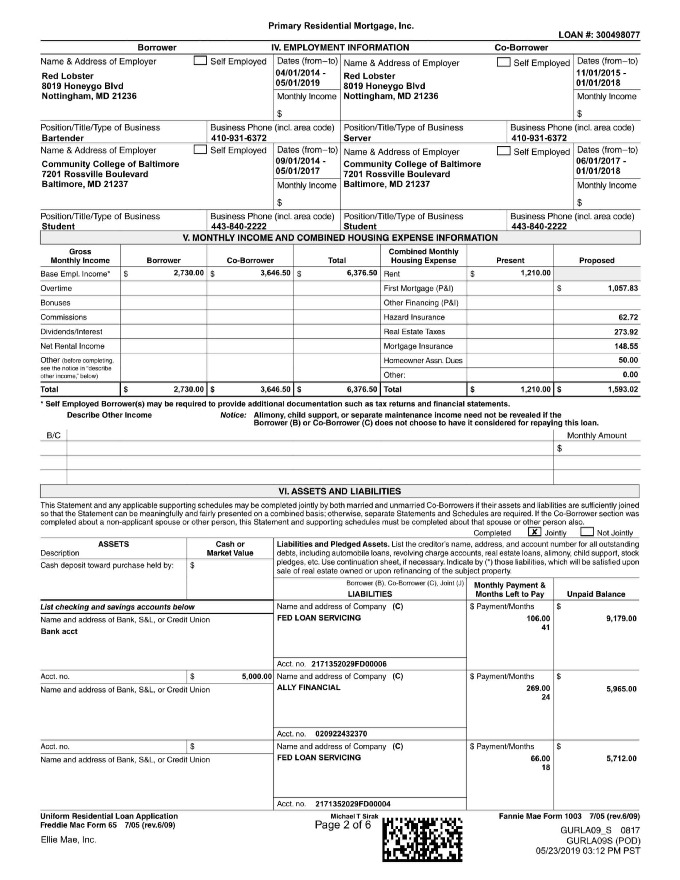 Primary Residential Mortgage, Inc.
LOAN #: 300498077
Borrower IV. EMPLOYMENT INFORMATION Co-Borrower
Name & Address of Employer Self Employed Dates (from–to) Name & Address of Employer Self Employed Dates (from–to)
Red Lobster 04/01/2014 - Red Lobster 11/01/2015 -
8019 Honeygo Blvd 05/01/2019 8019 Honeygo Blvd 01/01/2018
Nottingham, MD 21236 Monthly Income Nottingham, MD 21236 Monthly Income
$ $
Position/Title/Type of Business Business Phone (incl. area code) Position/Title/Type of Business Business Phone (incl. area code)
Bartender 410-931-6372 Server 410-931-6372
Name & Address of Employer Self Employed Dates (from–to) Name & Address of Employer Self Employed Dates (from–to)
Community College of Baltimore 09/01/2014 - Community College of Baltimore 06/01/2017 -
7201 Rossville Boulevard 05/01/2017 7201 Rossville Boulevard 01/01/2018
Baltimore, MD 21237 Monthly Income Baltimore, MD 21237 Monthly Income
$ $
Position/Title/Type of Business Business Phone (incl. area code) Position/Title/Type of Business Business Phone (incl. area code)
Student 443-840-2222 Student 443-840-2222
V. MONTHLY INCOME AND COMBINED HOUSING EXPENSE INFORMATION
Gross Monthly Income Borrower Co-Borrower Total Combined Monthly Housing Expense Present Proposed
Base Empl. Income* $ 2,730.00 $ 3,646.50 $ 6,376.50 Rent $ 1,210.00
Overtime First Mortgage (P&I) $ 1,057.83
Bonuses Other Financing (P&I)
Commissions Hazard Insurance 62.72
Dividends/Interest Real Estate Taxes 273.92
Net Rental Income Mortgage Insurance 148.55
Other (before completing, Homeowner Assn. Dues 50.00
see the notice in "describe
other income," below) Other: 0.00
Total $ 2,730.00 $ 3,646.50 $ 6,376.50 Total $ 1,210.00 $ 1,593.02
* Self Employed Borrower(s) may be required to provide additional documentation such as tax returns and financial statements.
Describe Other Income Notice: Alimony, child support, or separate maintenance income need not be revealed if the
Borrower (B) or Co-Borrower (C) does not choose to have it considered for repaying this loan.
B/C Monthly Amount
$
VI. ASSETS AND LIABILITIES
This Statement and any applicable supporting schedules may be completed jointly by both married and unmarried Co-Borrowers if their assets and liabilities are sufficiently joined
so that the Statement can be meaningfully and fairly presented on a combined basis; otherwise, separate Statements and Schedules are required. If the Co-Borrower section was
completed about a non-applicant spouse or other person, this Statement and supporting schedules must be completed about that spouse or other person also.
Completed X Jointly Not Jointly
ASSETS Cash or Market Value
Description
Liabilities and Pledged Assets. List the creditor's name, address, and account number for all outstanding
debts, including automobile loans, revolving charge accounts, real estate loans, alimony, child support, stock
pledges, etc. Use continuation sheet, if necessary. Indicate by (*) those liabilities, which will be satisfied upon
sale of real estate owned or upon refinancing of the subject property.
Cash deposit toward purchase held by: $
Borrower (B), Co-Borrower (C), Joint (J)
LIABILITIES Monthly Payment & Months Left to Pay Unpaid Balance
List checking and savings accounts below Name and address of Company (C) $ Payment/Months $
Name and address of Bank, S&L, or Credit Union FED LOAN SERVICING 106.00 9,179.00
Bank acct 41
Acct. no. 2171352029FD00006
Acct. no. $ 5,000.00 Name and address of Company (C) $ Payment/Months $
Name and address of Bank, S&L, or Credit Union ALLY FINANCIAL 269.00 5,965.00
24
Acct. no. 020922432370
Acct. no. $ Name and address of Company (C) $ Payment/Months $
Name and address of Bank, S&L, or Credit Union FED LOAN SERVICING 66.00 5,712.00
18
Acct. no. 2171352029FD00004
Uniform Residential Loan Application Michael T Sirak Fannie Mae Form 1003 7/05 (rev.6/09)
Freddie Mac Form 65 7/05 (rev.6/09) Page 2 of 6
GURLA09_S 0817
Ellie Mae, Inc. GURLA09S (POD)
05/23/2019 03:12 PM PST